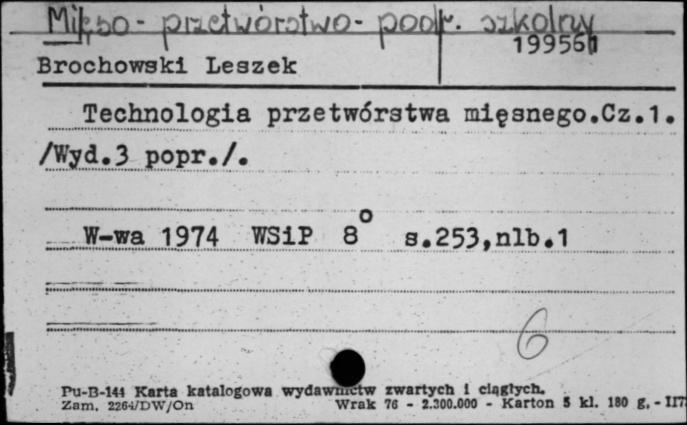 Mięso - przetwórstwo - podr. szkolny
199561
Brochowski Leszek
Technologia przetwórstwa mięsnego.Cz.1.
/Wyd.3 popr./.
W-wa 1974 WSiP 8° s.253,nlb.1
6
Pu-B-144 Karta katalogowa wydawnictw zwartych i ciągłych.
Zam. 2264/DW/On Wrak 76 - 2.300.000 - Karton 5 kl. 180 g. -